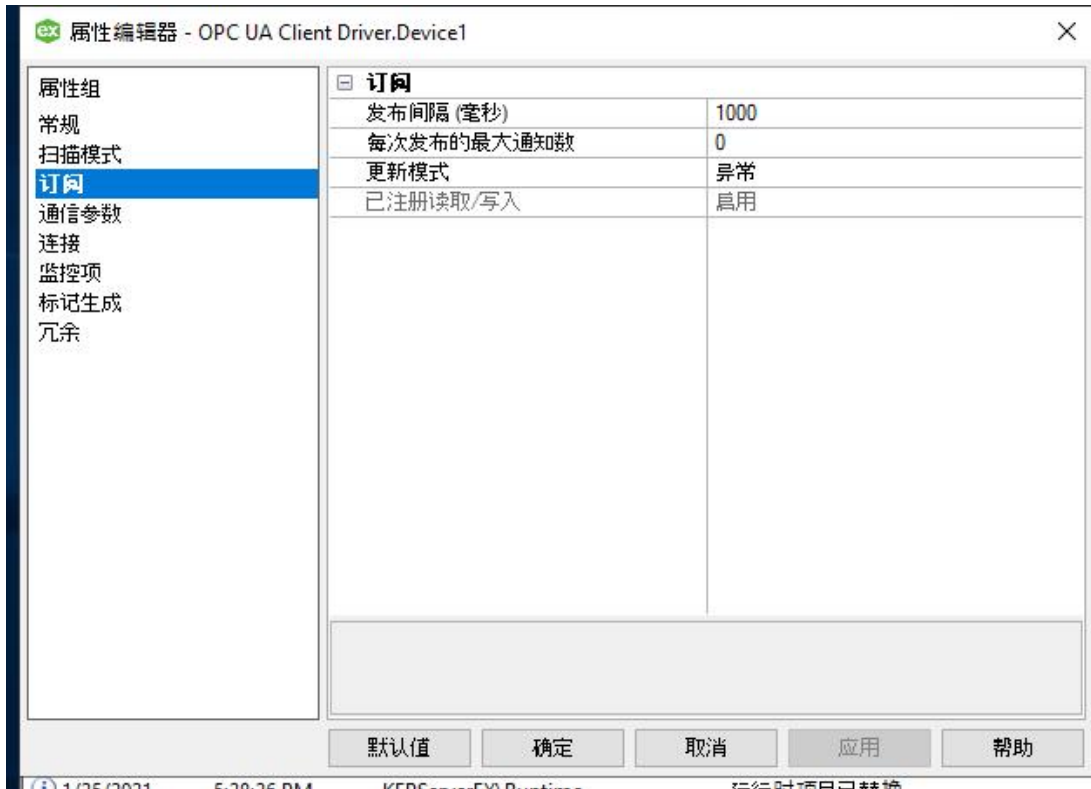 属性编辑器 - OPC UA Client Driver.Device1
属性组
常规
扫描模式
订阅
通信参数
连接
监控项
标记生成
冗余
订阅
发布间隔 (毫秒) 1000
每次发布的最大通知数 0
更新模式 异常
已注册读取/写入 启用
默认值 确定 取消 应用 帮助